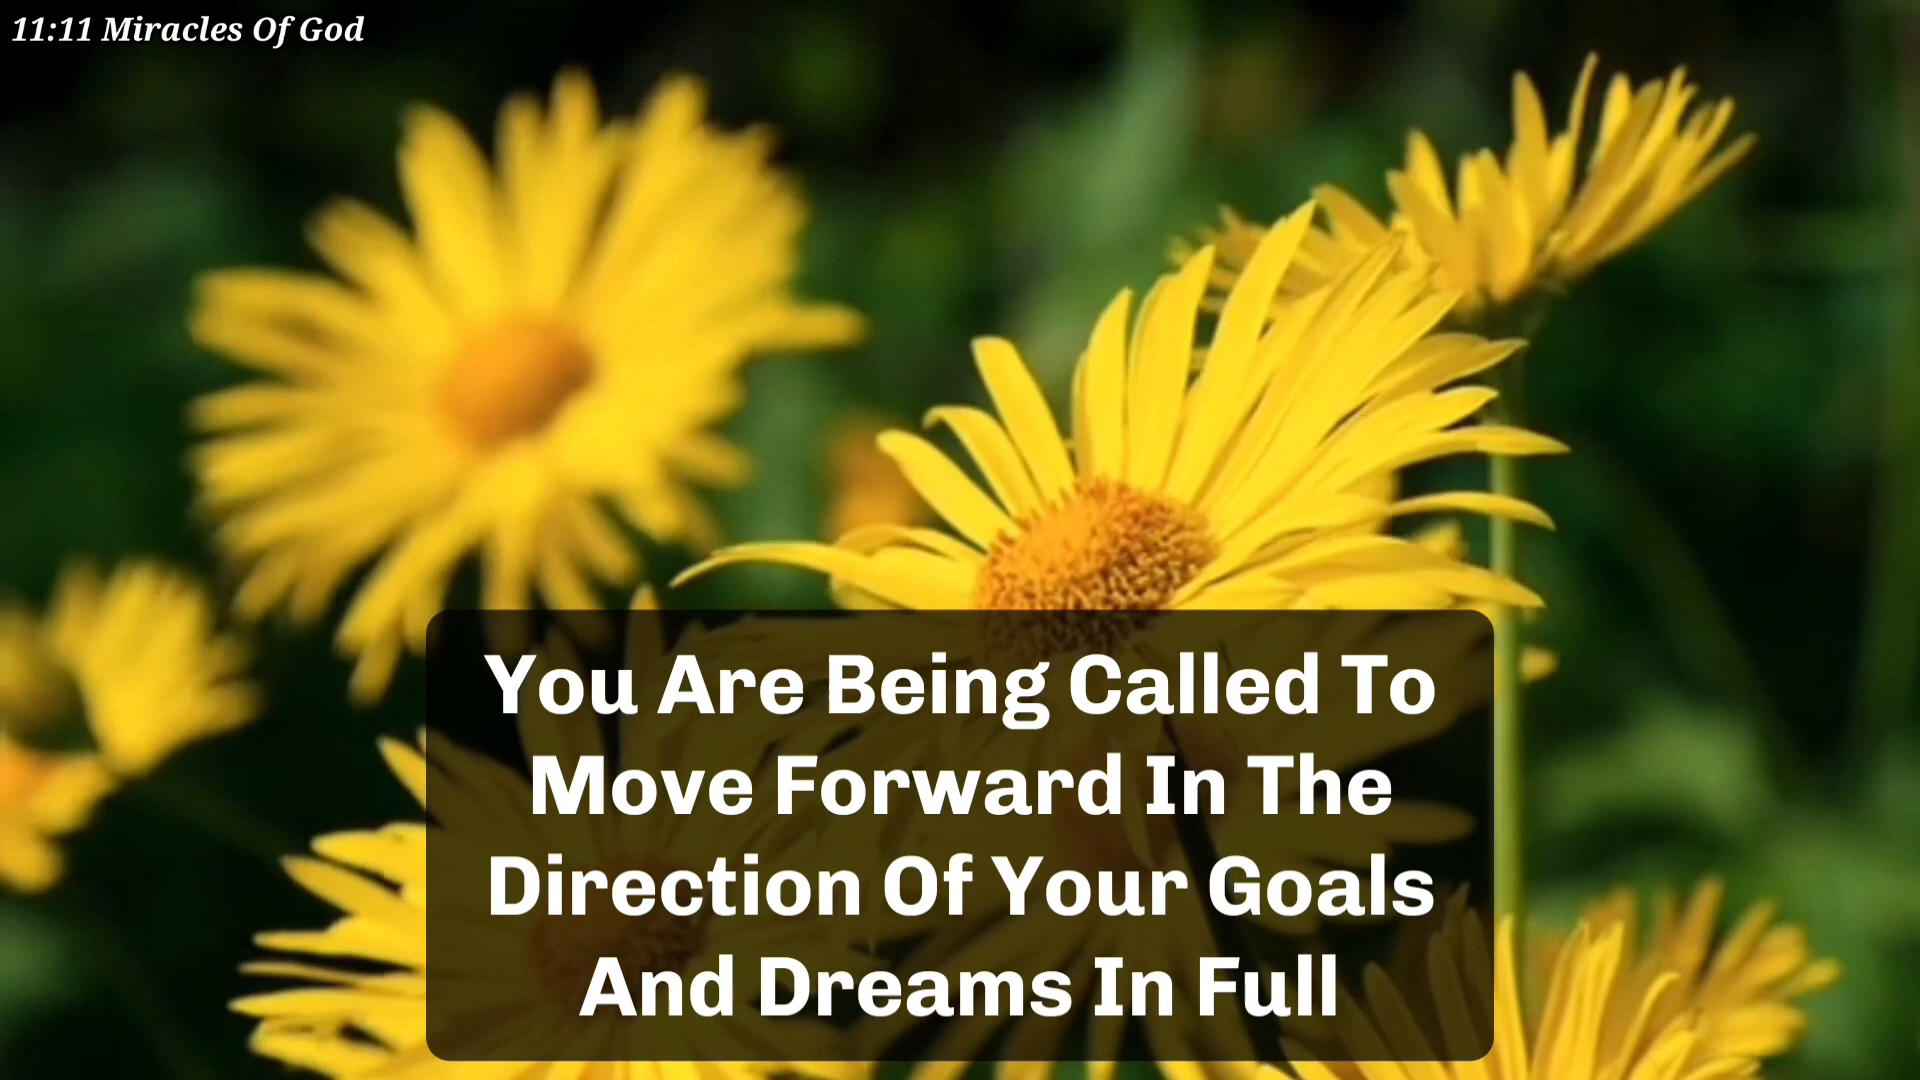 11:11 Miracles Of God
You Are Being Called To
Move Forward In The
Direction Of Your Goals
And Dreams In Full